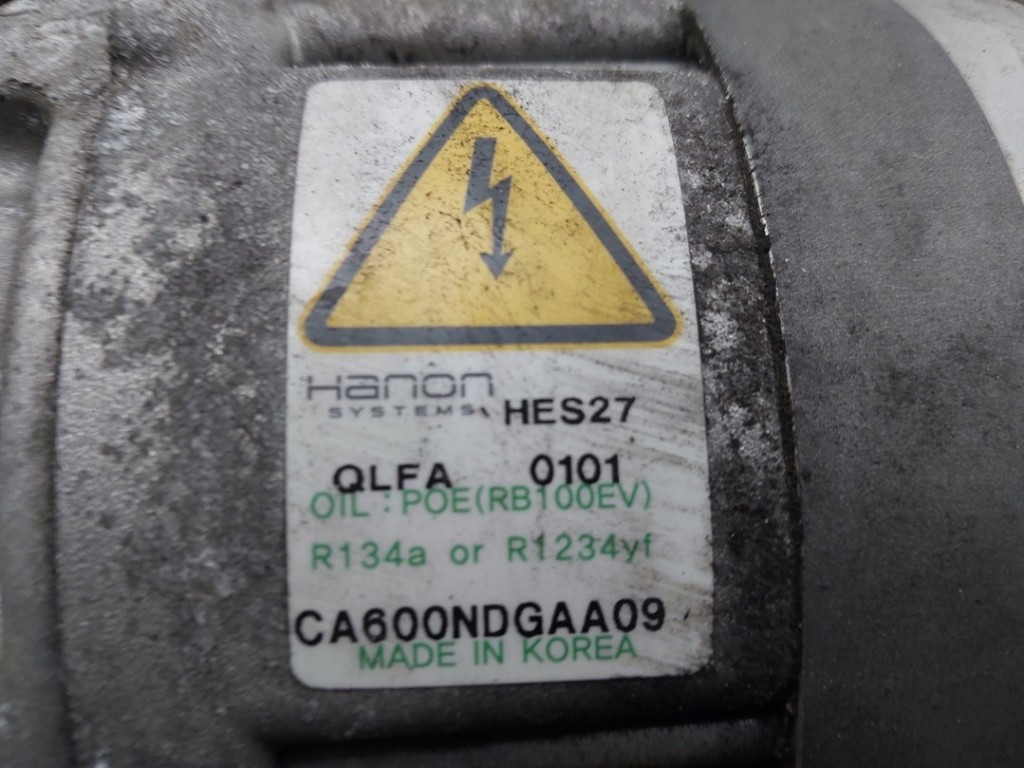 Hanon
SYSTEMS HES27
QLFA 0101
OIL : POE(RB100EV)
R134a or R1234yf
CA600NDGAA09
MADE IN KOREA